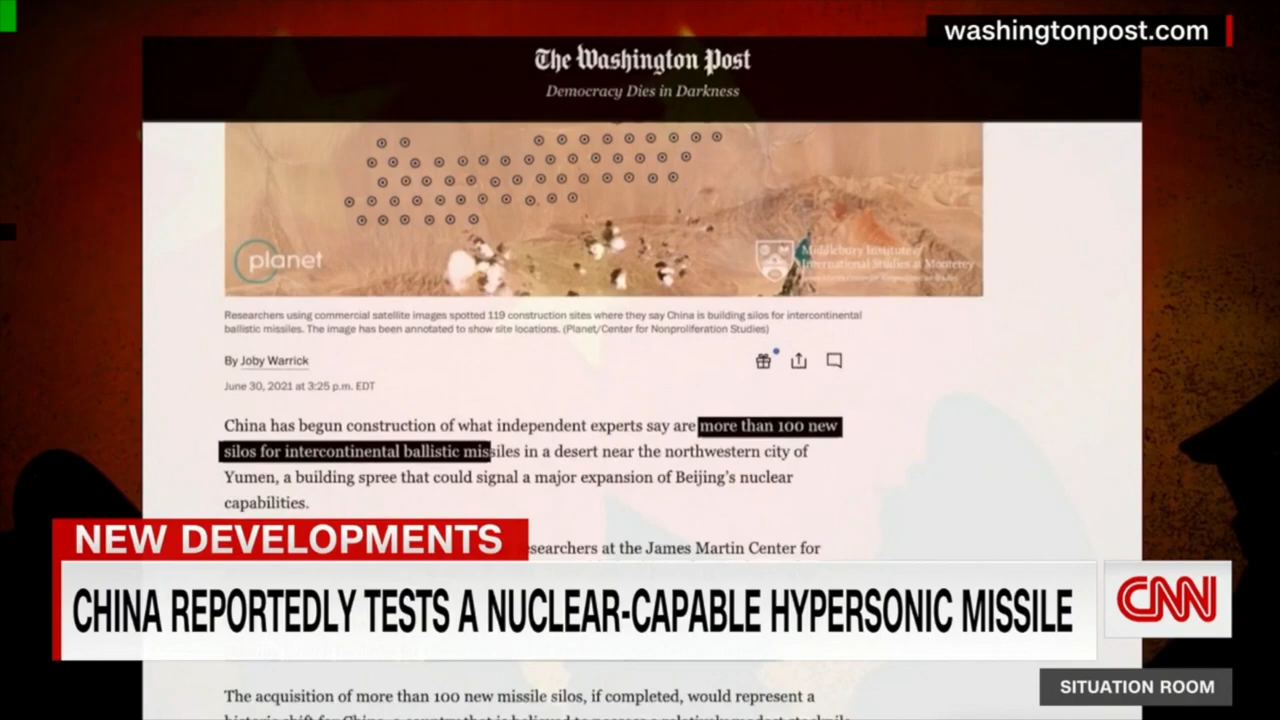 washingtonpost.com
The Washington Post
Democracy Dies in Darkness
planet
Middlebury Institute of
International Studies at Monterey
Researchers using commercial satellite images spotted 119 construction sites where they say China is building silos for intercontinental
ballistic missiles. The image has been annotated to show site locations. (Planet/Center for Nonproliferation Studies)
By Joby Warrick
June 30, 2021 at 3:25 p.m. EDT
China has begun construction of what independent experts say are more than 100 new
silos for intercontinental ballistic missiles in a desert near the northwestern city of
Yumen, a building spree that could signal a major expansion of Beijing's nuclear
capabilities.
researchers at the James Martin Center for
NEW DEVELOPMENTS
CHINA REPORTEDLY TESTS A NUCLEAR-CAPABLE HYPERSONIC MISSILE
CNN
SITUATION ROOM
The acquisition of more than 100 new missile silos, if completed, would represent a